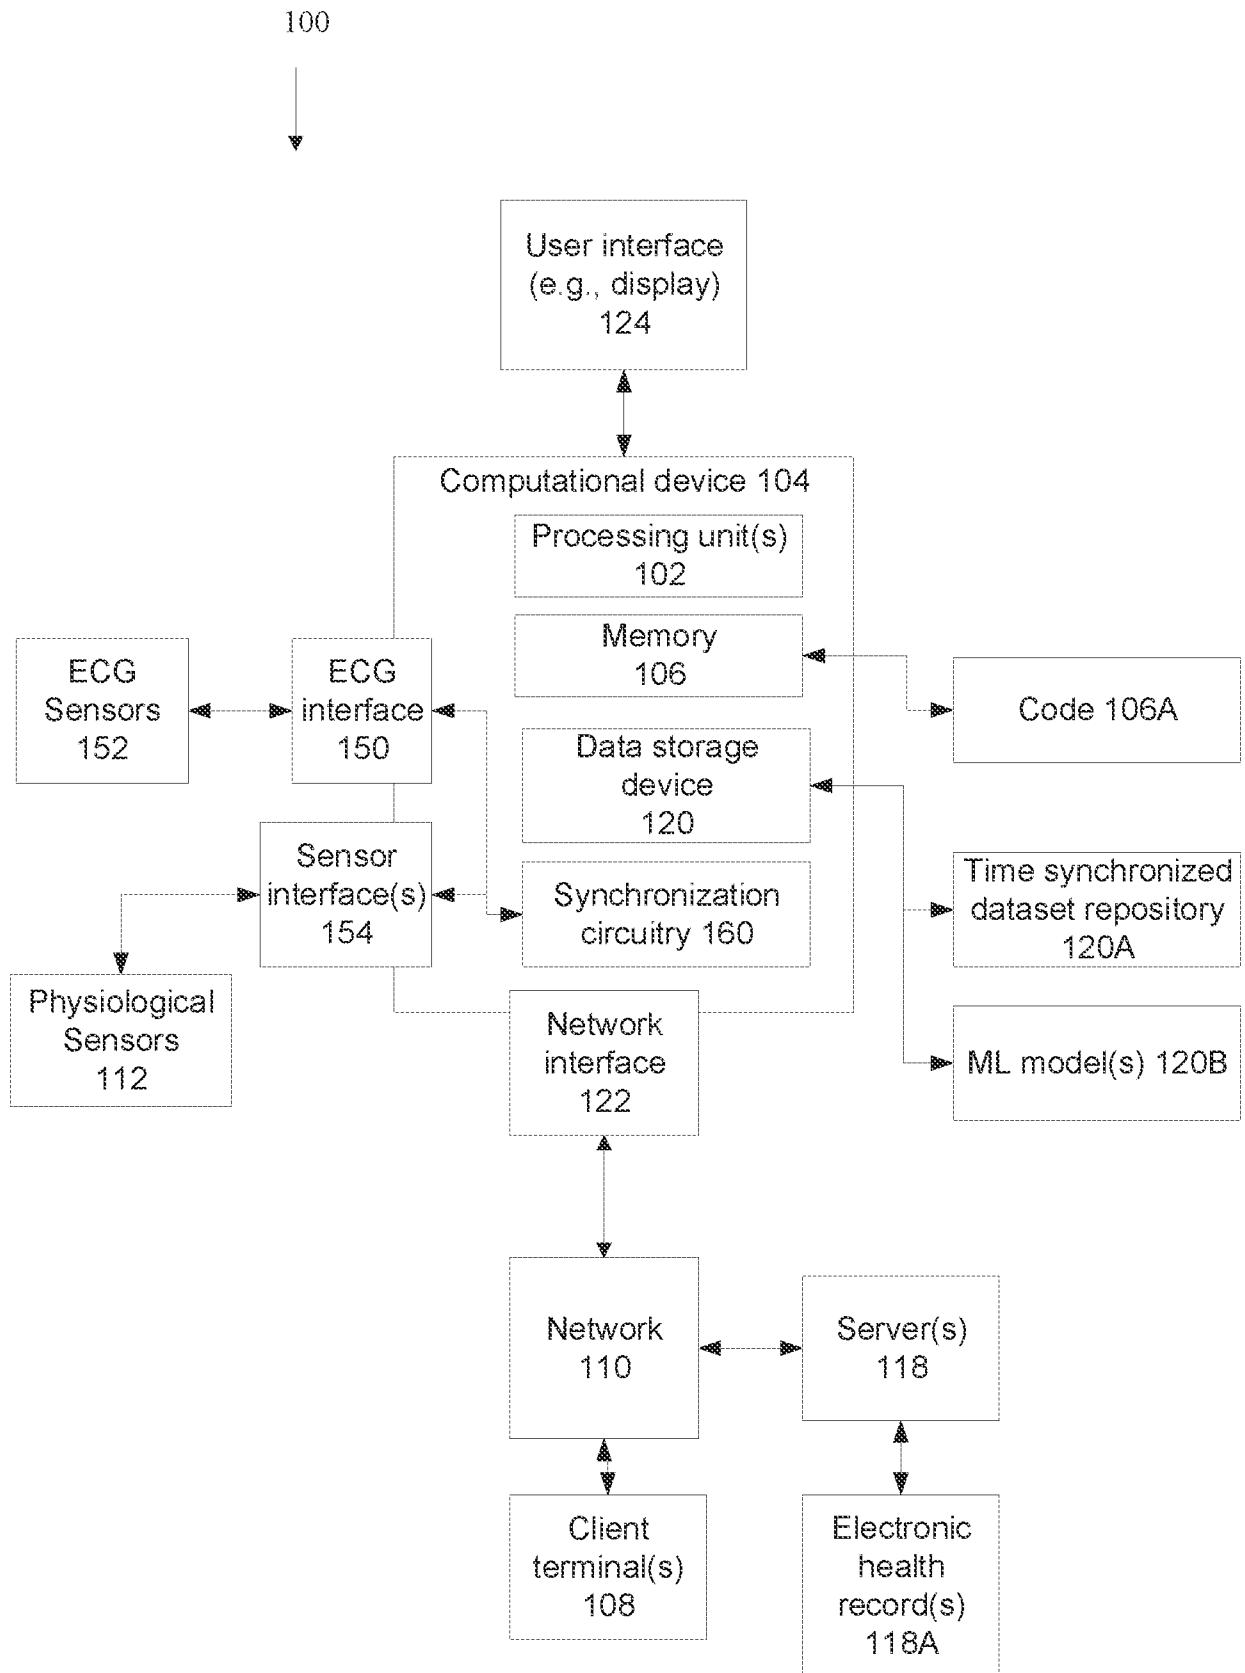 100
User interface
(e.g., display)
124
Computational device 104
Processing unit(s)
102
Memory
106
ECG
Sensors
152
ECG
interface
150
Code 106A
Data storage
device
120
Sensor
interface(s)
154
Synchronization
circuitry 160
Time synchronized
dataset repository
120A
Physiological
Sensors
112
Network
interface
122
ML model(s) 120B
Network
110
Server(s)
118
Client
terminal(s)
108
Electronic
health
record(s)
118A